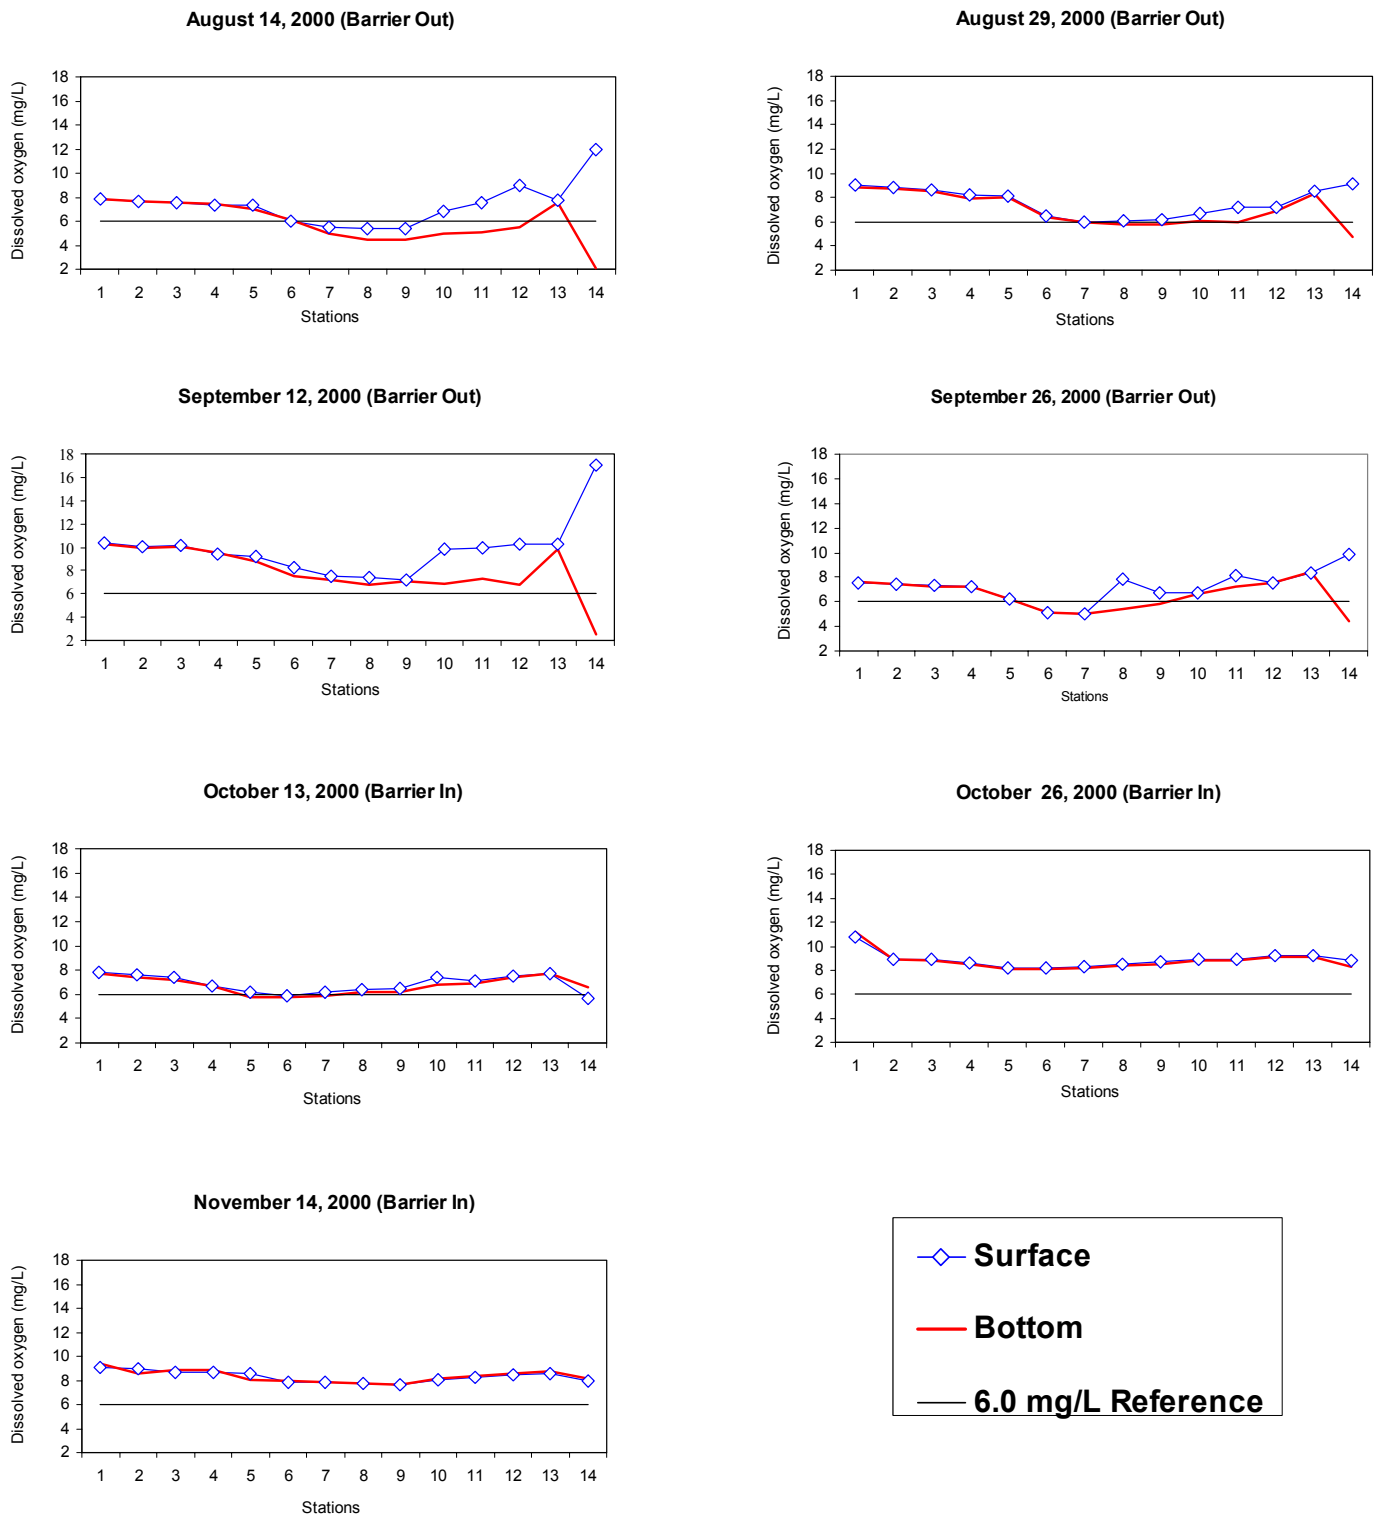 August 14, 2000 (Barrier Out)
Dissolved oxygen (mg/L)
18
16
14
12
10
8
6
4
2
1 2 3 4 5 6 7 8 9 10 11 12 13 14
Stations
August 29, 2000 (Barrier Out)
Dissolved oxygen (mg/L)
18
16
14
12
10
8
6
4
2
1 2 3 4 5 6 7 8 9 10 11 12 13 14
Stations
September 12, 2000 (Barrier Out)
Dissolved oxygen (mg/L)
18
16
14
12
10
8
6
4
2
1 2 3 4 5 6 7 8 9 10 11 12 13 14
Stations
September 26, 2000 (Barrier Out)
Dissolved oxygen (mg/L)
18
16
14
12
10
8
6
4
2
1 2 3 4 5 6 7 8 9 10 11 12 13 14
Stations
October 13, 2000 (Barrier In)
Dissolved oxygen (mg/L)
18
16
14
12
10
8
6
4
2
1 2 3 4 5 6 7 8 9 10 11 12 13 14
Stations
October 26, 2000 (Barrier In)
Dissolved oxygen (mg/L)
18
16
14
12
10
8
6
4
2
1 2 3 4 5 6 7 8 9 10 11 12 13 14
Stations
November 14, 2000 (Barrier In)
Dissolved oxygen (mg/L)
18
16
14
12
10
8
6
4
2
1 2 3 4 5 6 7 8 9 10 11 12 13 14
Stations
Surface
Bottom
6.0 mg/L Reference